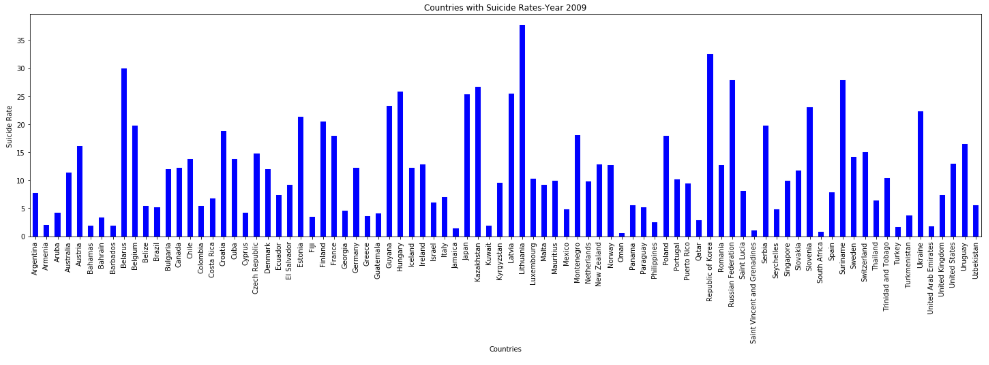 Countries with Suicide Rates-Year 2009
Suicide Rate
35
30
25
20
15
10
5
0
Argentina
Armenia
Aruba
Australia
Austria
Bahamas
Bahrain
Barbados
Belarus
Belgium
Belize
Brazil
Bulgaria
Canada
Chile
Colombia
Costa Rica
Croatia
Cuba
Cyprus
Czech Republic
Denmark
Ecuador
El Salvador
Estonia
Fiji
Finland
France
Georgia
Germany
Greece
Guatemala
Guyana
Hungary
Iceland
Ireland
Israel
Italy
Jamaica
Japan
Kazakhstan
Kuwait
Kyrgyzstan
Latvia
Lithuania
Luxembourg
Malta
Mauritius
Mexico
Montenegro
Netherlands
New Zealand
Norway
Oman
Panama
Paraguay
Philippines
Poland
Portugal
Puerto Rico
Qatar
Republic of Korea
Romania
Russian Federation
Saint Lucia
Saint Vincent and Grenadines
Serbia
Seychelles
Singapore
Slovakia
Slovenia
South Africa
Spain
Suriname
Sweden
Switzerland
Thailand
Trinidad and Tobago
Turkey
Turkmenistan
Ukraine
United Arab Emirates
United Kingdom
United States
Uruguay
Uzbekistan
Countries